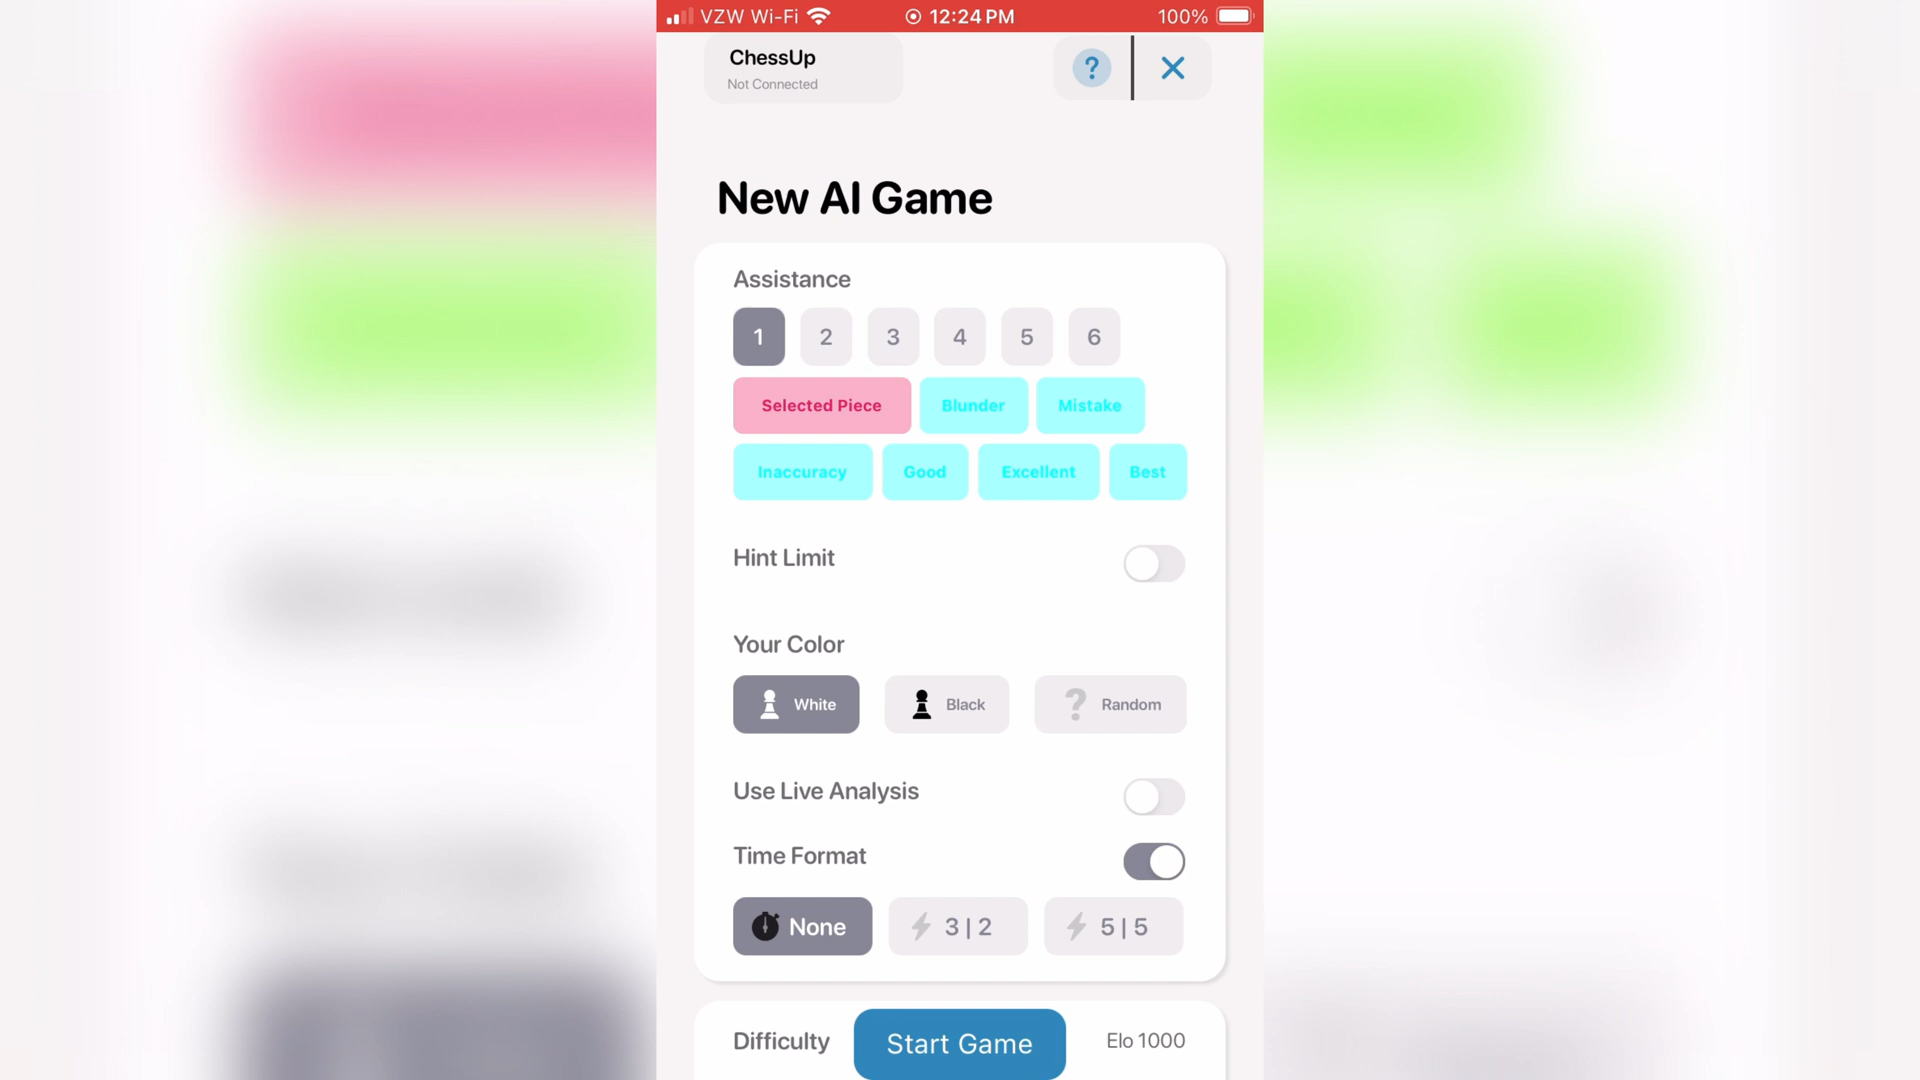 VZW Wi-Fi 12:24 PM 100%
ChessUp
Not Connected
?
New AI Game
Assistance
1 2 3 4 5 6
Selected Piece Blunder Mistake
Inaccuracy Good Excellent Best
Hint Limit
Your Color
White Black ? Random
Use Live Analysis
Time Format
None 3 | 2 5 | 5
Difficulty Start Game Elo 1000